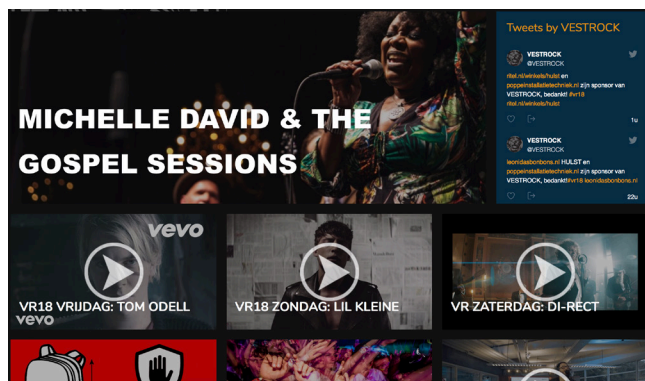 MICHELLE DAVID & THE
GOSPEL SESSIONS
Tweets by VESTROCK
VESTROCK
@VESTROCK
ritel.nl/winkels/hulst en
poppeinstallatietechniek.nl zijn sponsor van
VESTROCK, bedankt! #vr18
ritel.nl/winkels/hulst
1u
VESTROCK
@VESTROCK
leonidasbonbons.nl HULST en
poppeinstallatietechniek.nl zijn sponsor van
VESTROCK, bedankt!#vr18 leonidasbonbons.nl
22u
vevo
VR18 VRIJDAG: TOM ODELL
vevo
VR18 ZONDAG: LIL KLEINE
VR ZATERDAG: DI-RECT